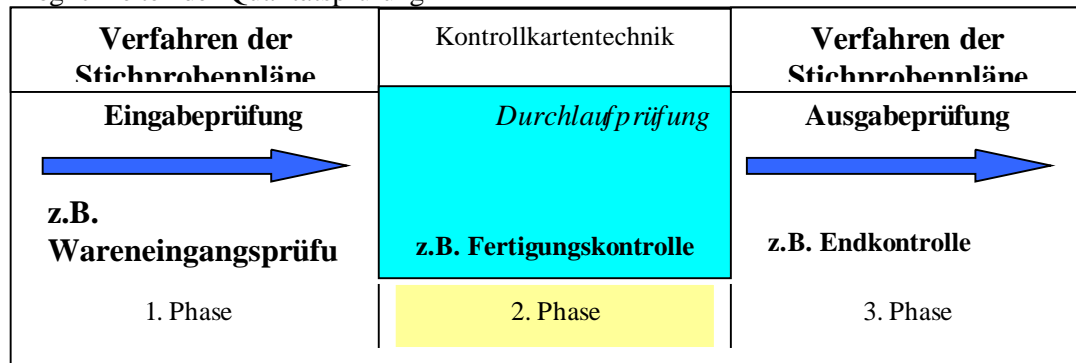 Verfahren der
Stichprobenpläne
Kontrollkartentechnik
Verfahren der
Stichprobenpläne
Eingabeprüfung
Durchlaufprüfung
Ausgabeprüfung
z.B.
Wareneingangsprüfu
z.B. Fertigungskontrolle
z.B. Endkontrolle
1. Phase
2. Phase
3. Phase